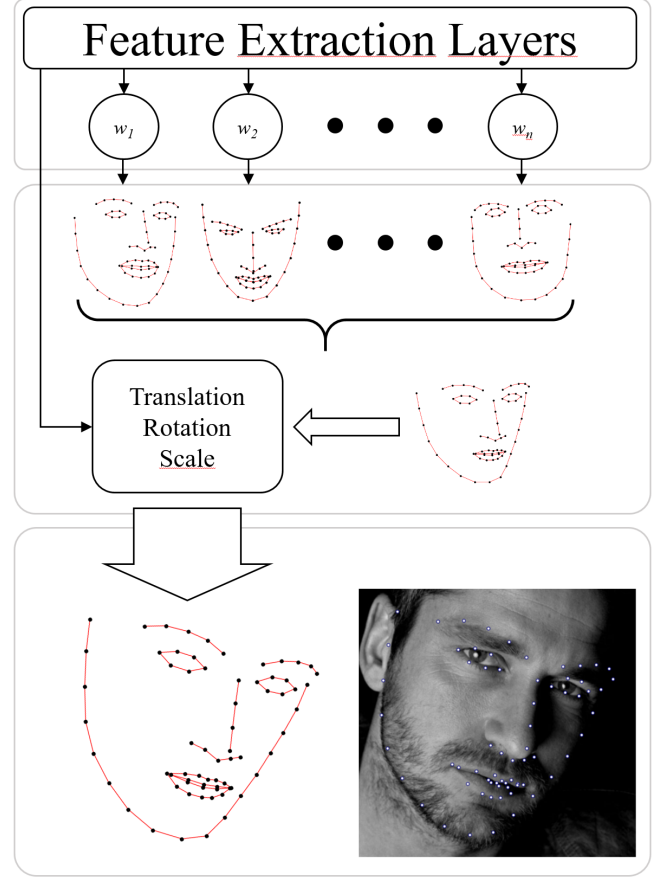 Feature Extraction Layers
w1 w2 wn
Translation
Rotation
Scale